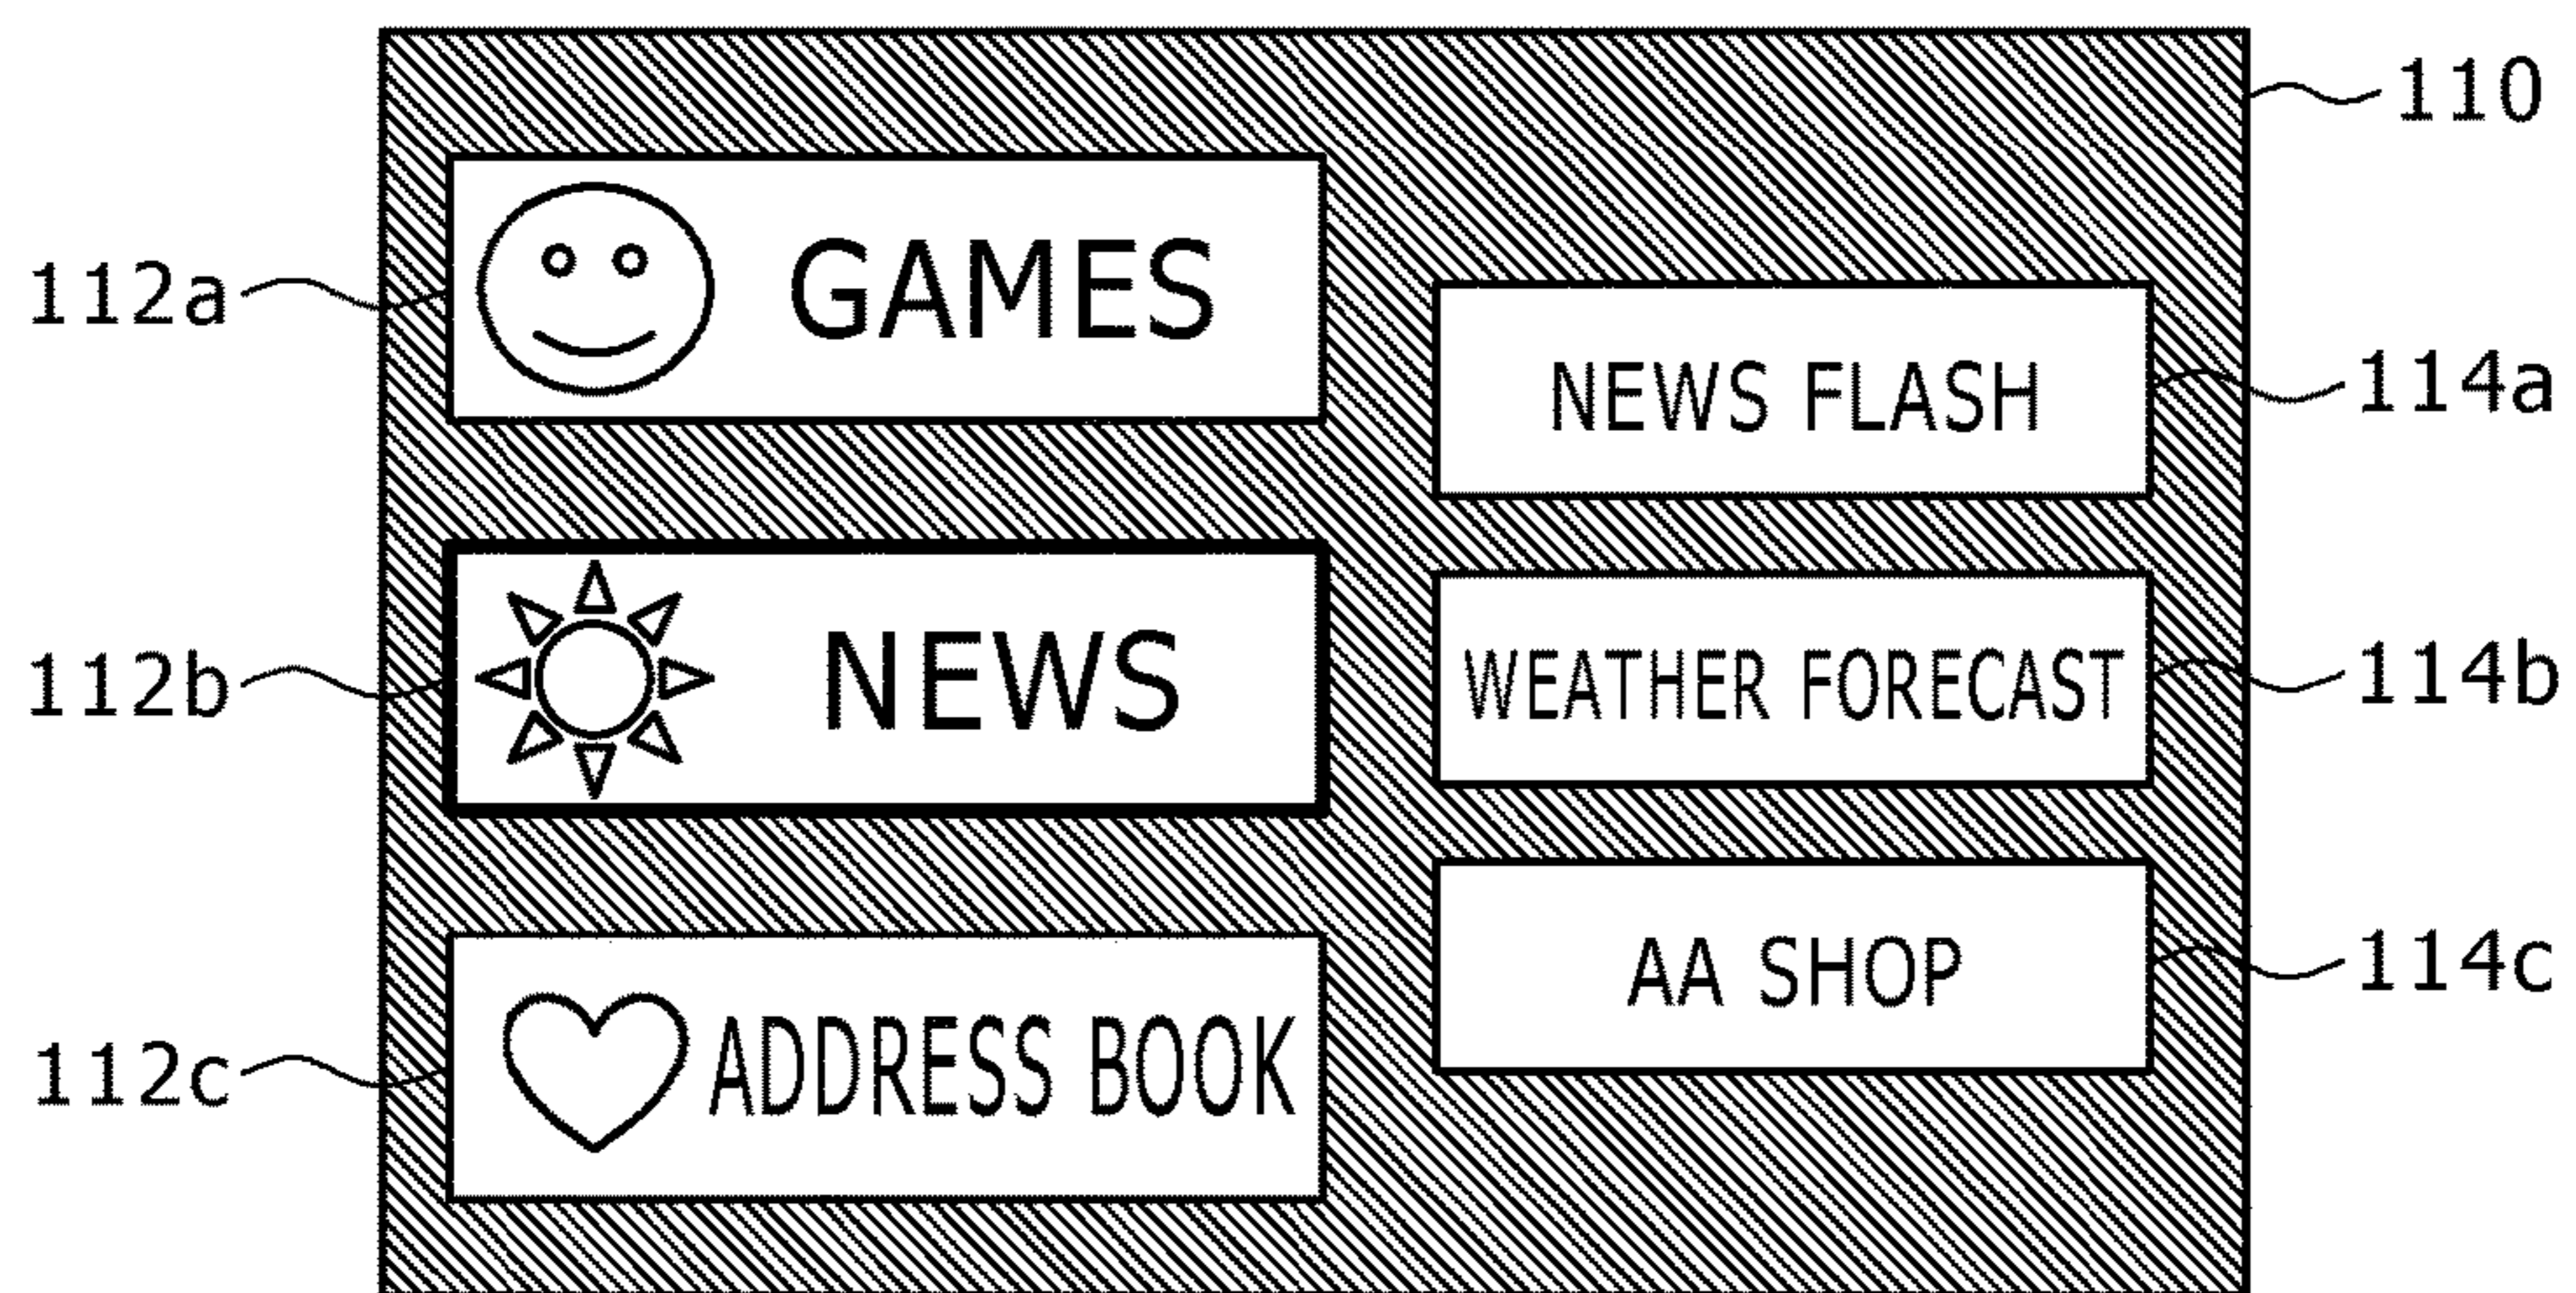 110
112a
GAMES
114a
NEWS FLASH
112b
NEWS
114b
WEATHER FORECAST
112c
ADDRESS BOOK
114c
AA SHOP